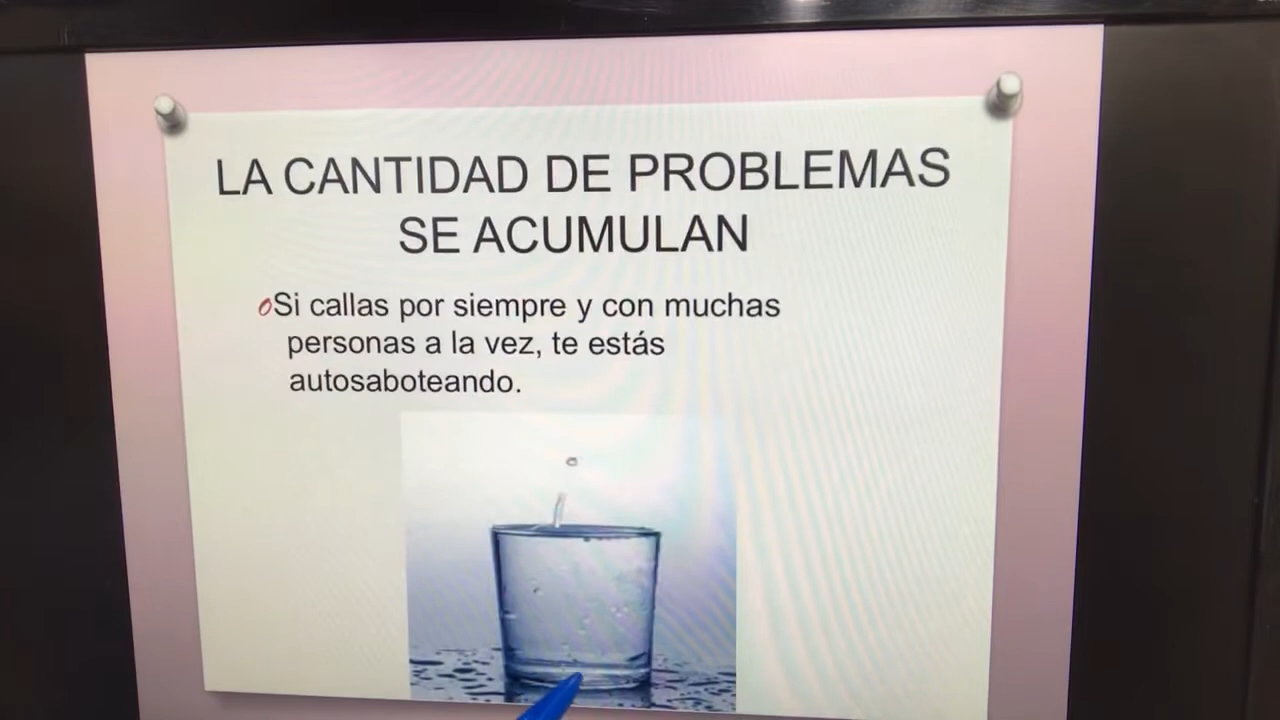 LA CANTIDAD DE PROBLEMAS
SE ACUMULAN
Si callas por siempre y con muchas
personas a la vez, te estás
autosaboteando.